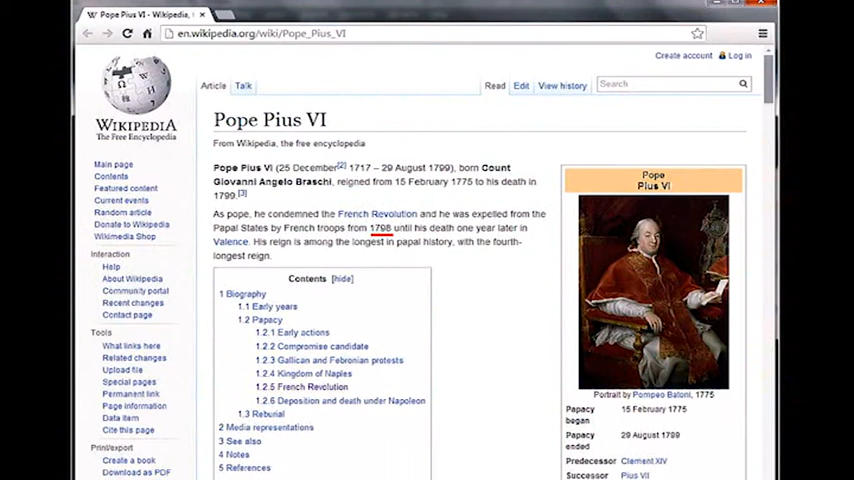 Pope Pius VI - Wikipedia,
en.wikipedia.org/wiki/Pope_Pius_VI
Create account Log in
Article Talk Read Edit View history Search
WIKIPEDIA
The Free Encyclopedia
Main page
Contents
Featured content
Current events
Random article
Donate to Wikipedia
Wikimedia Shop
Interaction
Help
About Wikipedia
Community portal
Recent changes
Contact page
Tools
What links here
Related changes
Upload file
Special pages
Permanent link
Page information
Data item
Cite this page
Print/export
Create a book
Download as PDF
Pope Pius VI
From Wikipedia, the free encyclopedia
Pope Pius VI (25 December[2] 1717 – 29 August 1799), born Count
Giovanni Angelo Braschi, reigned from 15 February 1775 to his death in
1799.[3]
As pope, he condemned the French Revolution and he was expelled from the
Papal States by French troops from 1798 until his death one year later in
Valence. His reign is among the longest in papal history, with the fourth-
longest reign.
Contents [hide]
1 Biography
1.1 Early years
1.2 Papacy
1.2.1 Early actions
1.2.2 Compromise candidate
1.2.3 Gallican and Febronian protests
1.2.4 Kingdom of Naples
1.2.5 French Revolution
1.2.6 Deposition and death under Napoleon
1.3 Reburial
2 Media representations
3 See also
4 Notes
5 References
Pope
Pius VI
Portrait by Pompeo Batoni, 1775
Papacy began 15 February 1775
Papacy ended 29 August 1799
Predecessor Clement XIV
Successor Pius VII